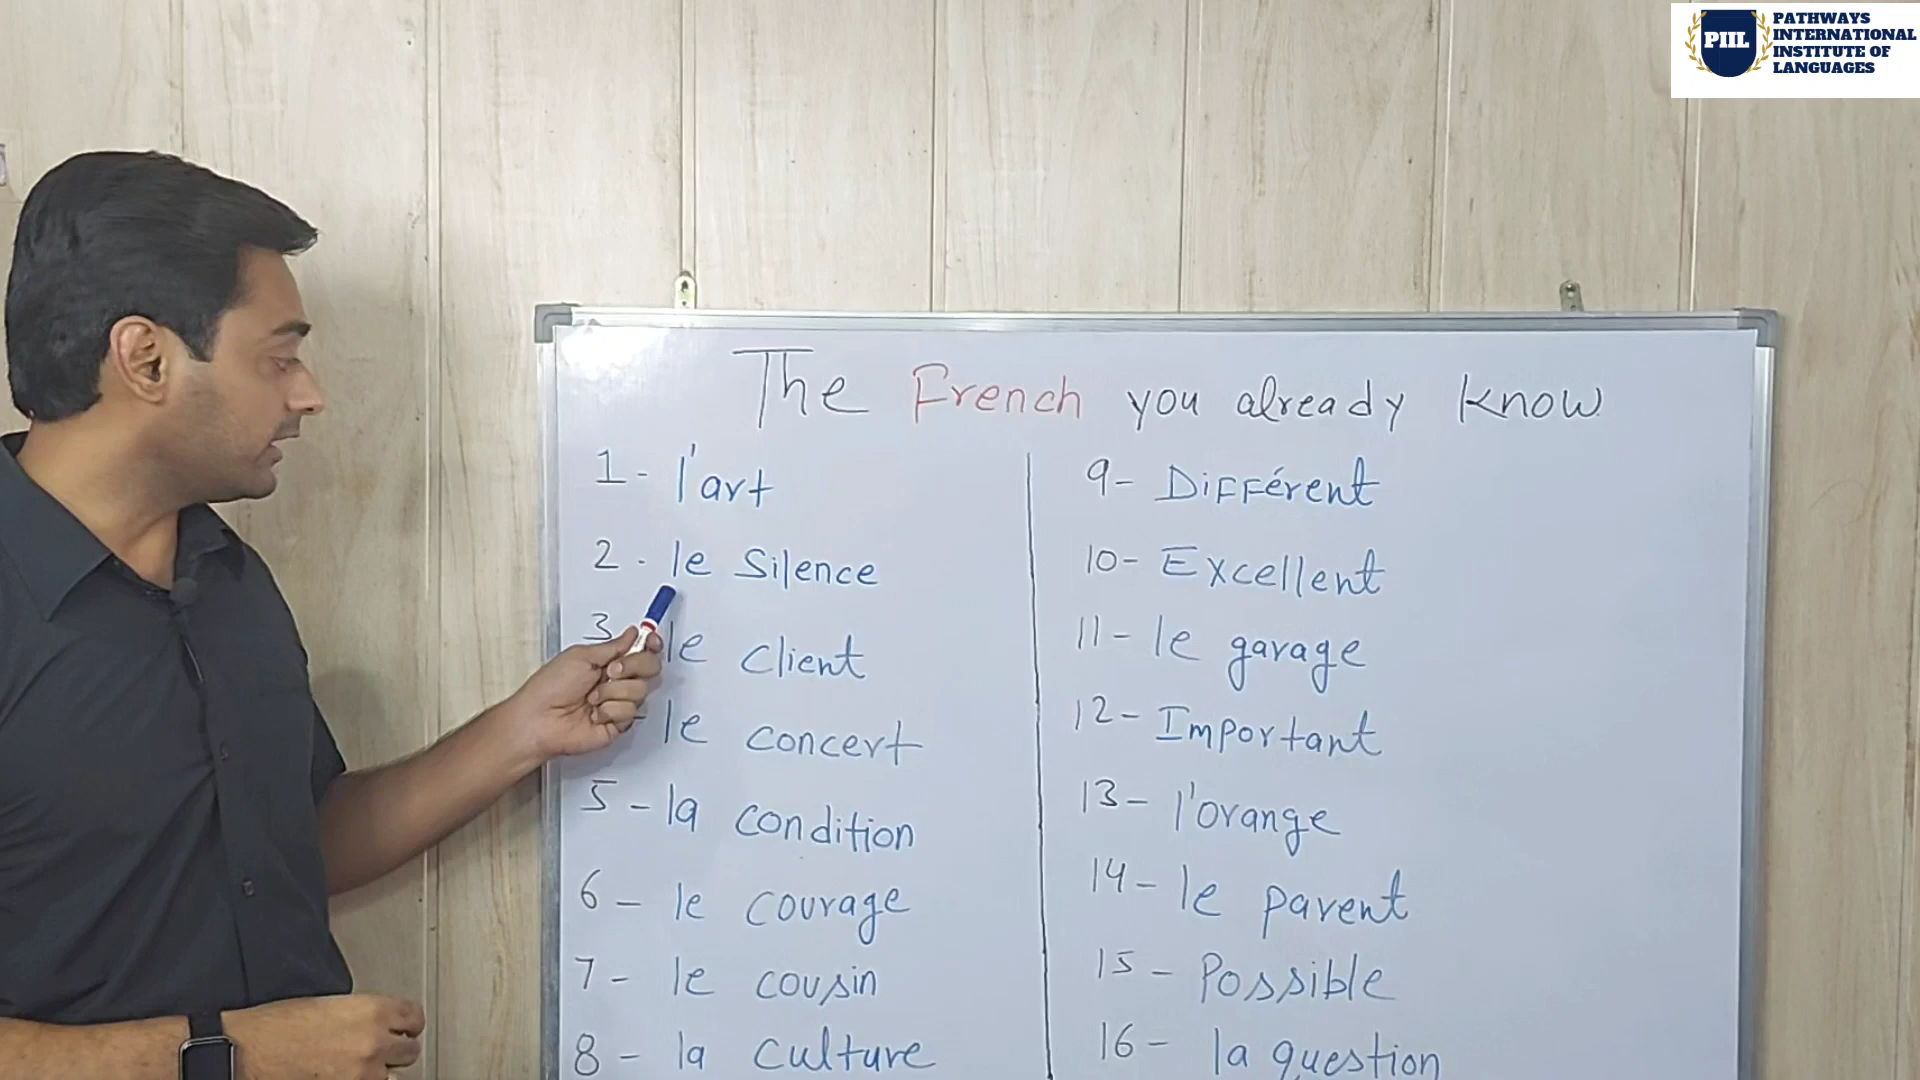 PIIL
PATHWAYS
INTERNATIONAL
INSTITUTE OF
LANGUAGES
The French you already know
1- l'art
2- le silence
3 le client
- le concert
5- la condition
6- le courage
7- le cousin
8- la culture
9- Différent
10- Excellent
11- le garage
12- Important
13- l'orange
14- le parent
15- Possible
16- la question